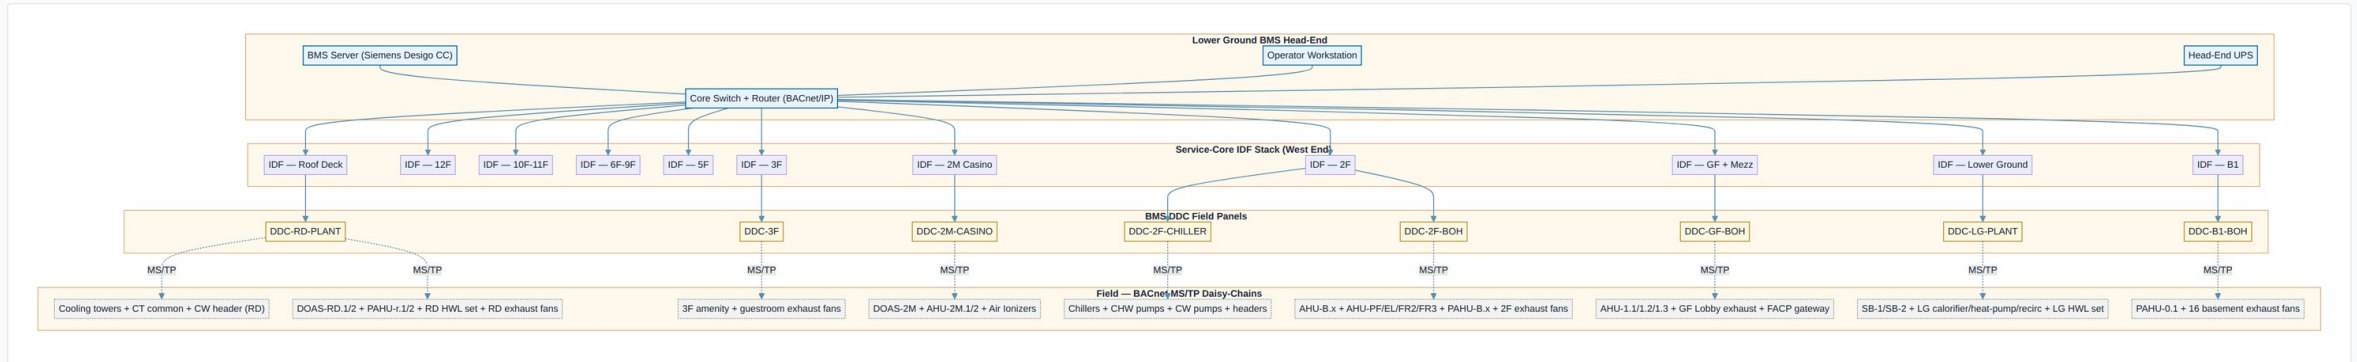 Lower Ground BMS Head-End
BMS Server (Siemens Desigo CC)
Operator Workstation
Head-End UPS
Core Switch + Router (BACnet/IP)
Service-Core IDF Stack (West End)
IDF — Roof Deck
IDF — 12F
IDF — 10F-11F
IDF — 6F-9F
IDF — 5F
IDF — 3F
IDF — 2M Casino
IDF — 2F
IDF — GF + Mezz
IDF — Lower Ground
IDF — B1
BMS DDC Field Panels
DDC-RD-PLANT
DDC-3F
DDC-2M-CASINO
DDC-2F-CHILLER
DDC-2F-BOH
DDC-GF-BOH
DDC-LG-PLANT
DDC-B1-BOH
MS/TP
MS/TP
MS/TP
MS/TP
MS/TP
MS/TP
MS/TP
MS/TP
MS/TP
Field — BACnet MS/TP Daisy-Chains
Cooling towers + CT common + CW header (RD)
DOAS-RD.1/2 + PAHU-r.1/2 + RD HWL set + RD exhaust fans
3F amenity + guestroom exhaust fans
DOAS-2M + AHU-2M.1/2 + Air Ionizers
Chillers + CHW pumps + CW pumps + headers
AHU-B.x + AHU-PF/EL/FR2/FR3 + PAHU-B.x + 2F exhaust fans
AHU-1.1/1.2/1.3 + GF Lobby exhaust + FACP gateway
SB-1/SB-2 + LG calorifier/heat-pump/recirc + LG HWL set
PAHU-0.1 + 16 basement exhaust fans